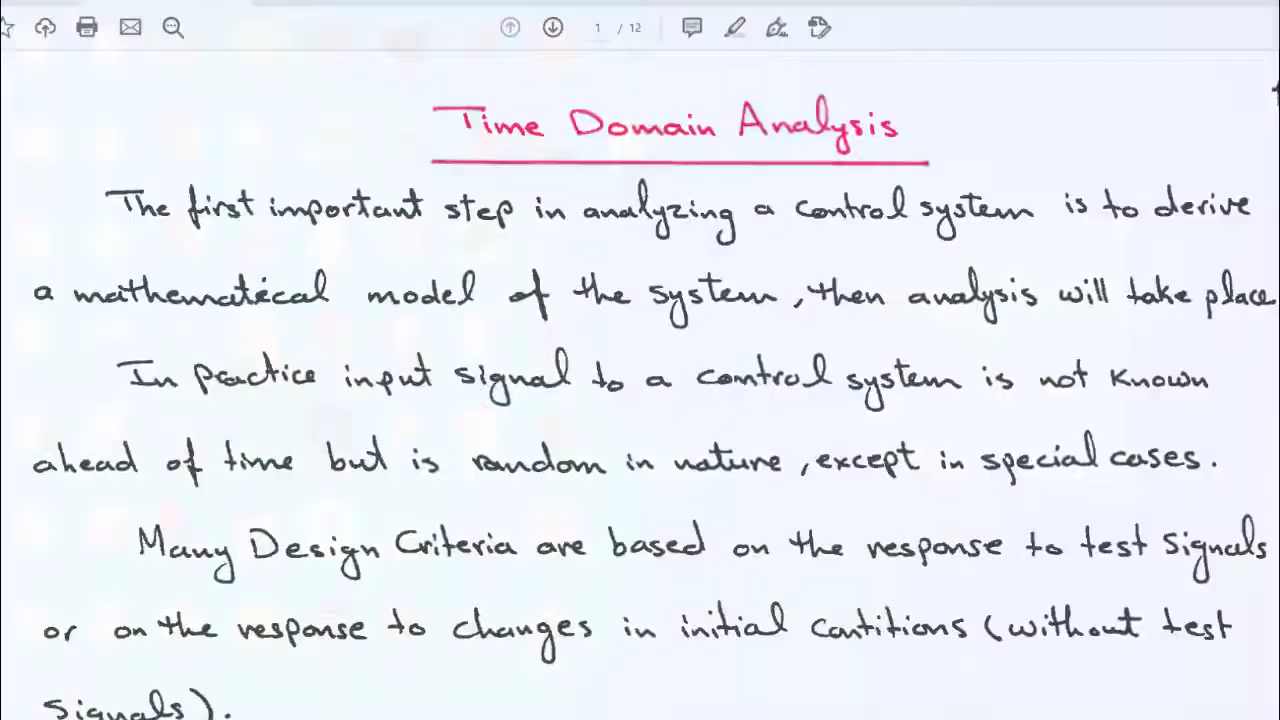 1 / 12
Time Domain Analysis
The first important step in analyzing a control system is to derive
a mathematical model of the system, then analysis will take place
In practice input signal to a control system is not known
ahead of time but is random in nature, except in special cases.
Many Design Criteria are based on the response to test signals
or on the response to changes in initial contitions (without test
signals).